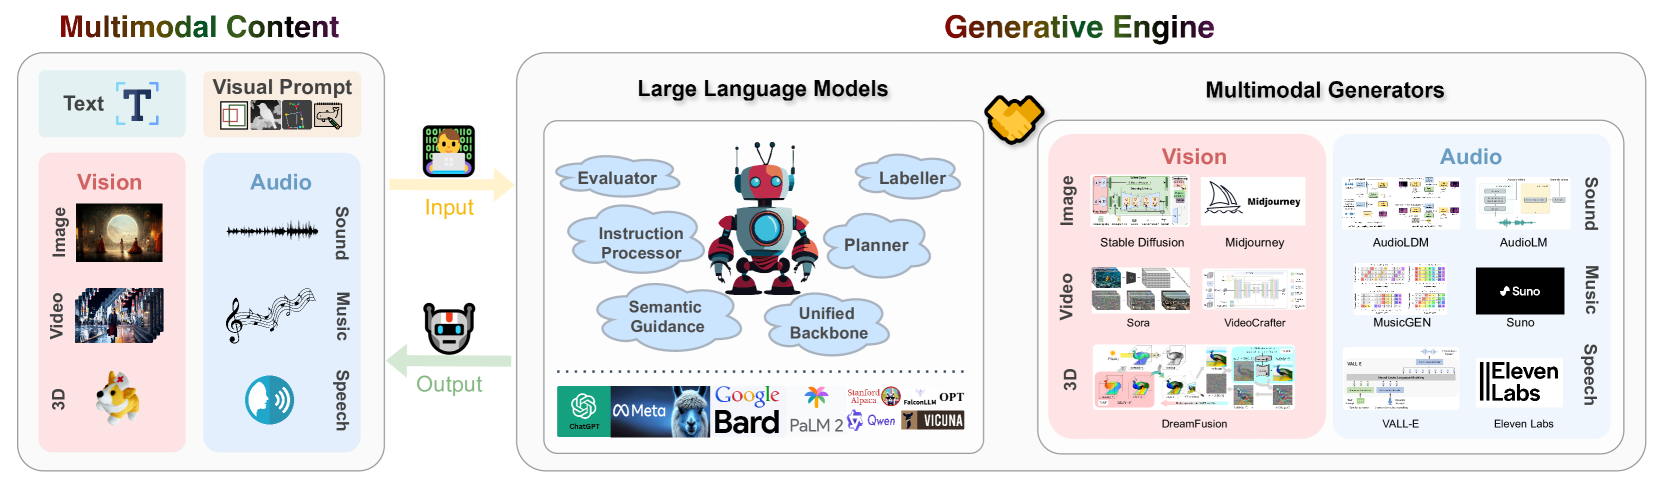 Multimodal Content
Generative Engine
Text
T
Visual Prompt
Vision
Audio
Image
Sound
Video
Music
3D
Speech
Input
Output
Large Language Models
Evaluator
Labeller
Instruction
Processor
Planner
Semantic
Guidance
Unified
Backbone
ChatGPT
Meta
Google
Bard
PaLM 2
Stanford
Alpaca
FalconLLM
OPT
Qwen
VICUNA
Multimodal Generators
Vision
Audio
Image
Midjourney
Stable Diffusion
Midjourney
AudioLDM
AudioLM
Sound
Video
Sora
VideoCrafter
Suno
MusicGEN
Suno
Music
3D
DreamFusion
VALL-E
VALL-E
Eleven
Labs
Eleven Labs
Speech